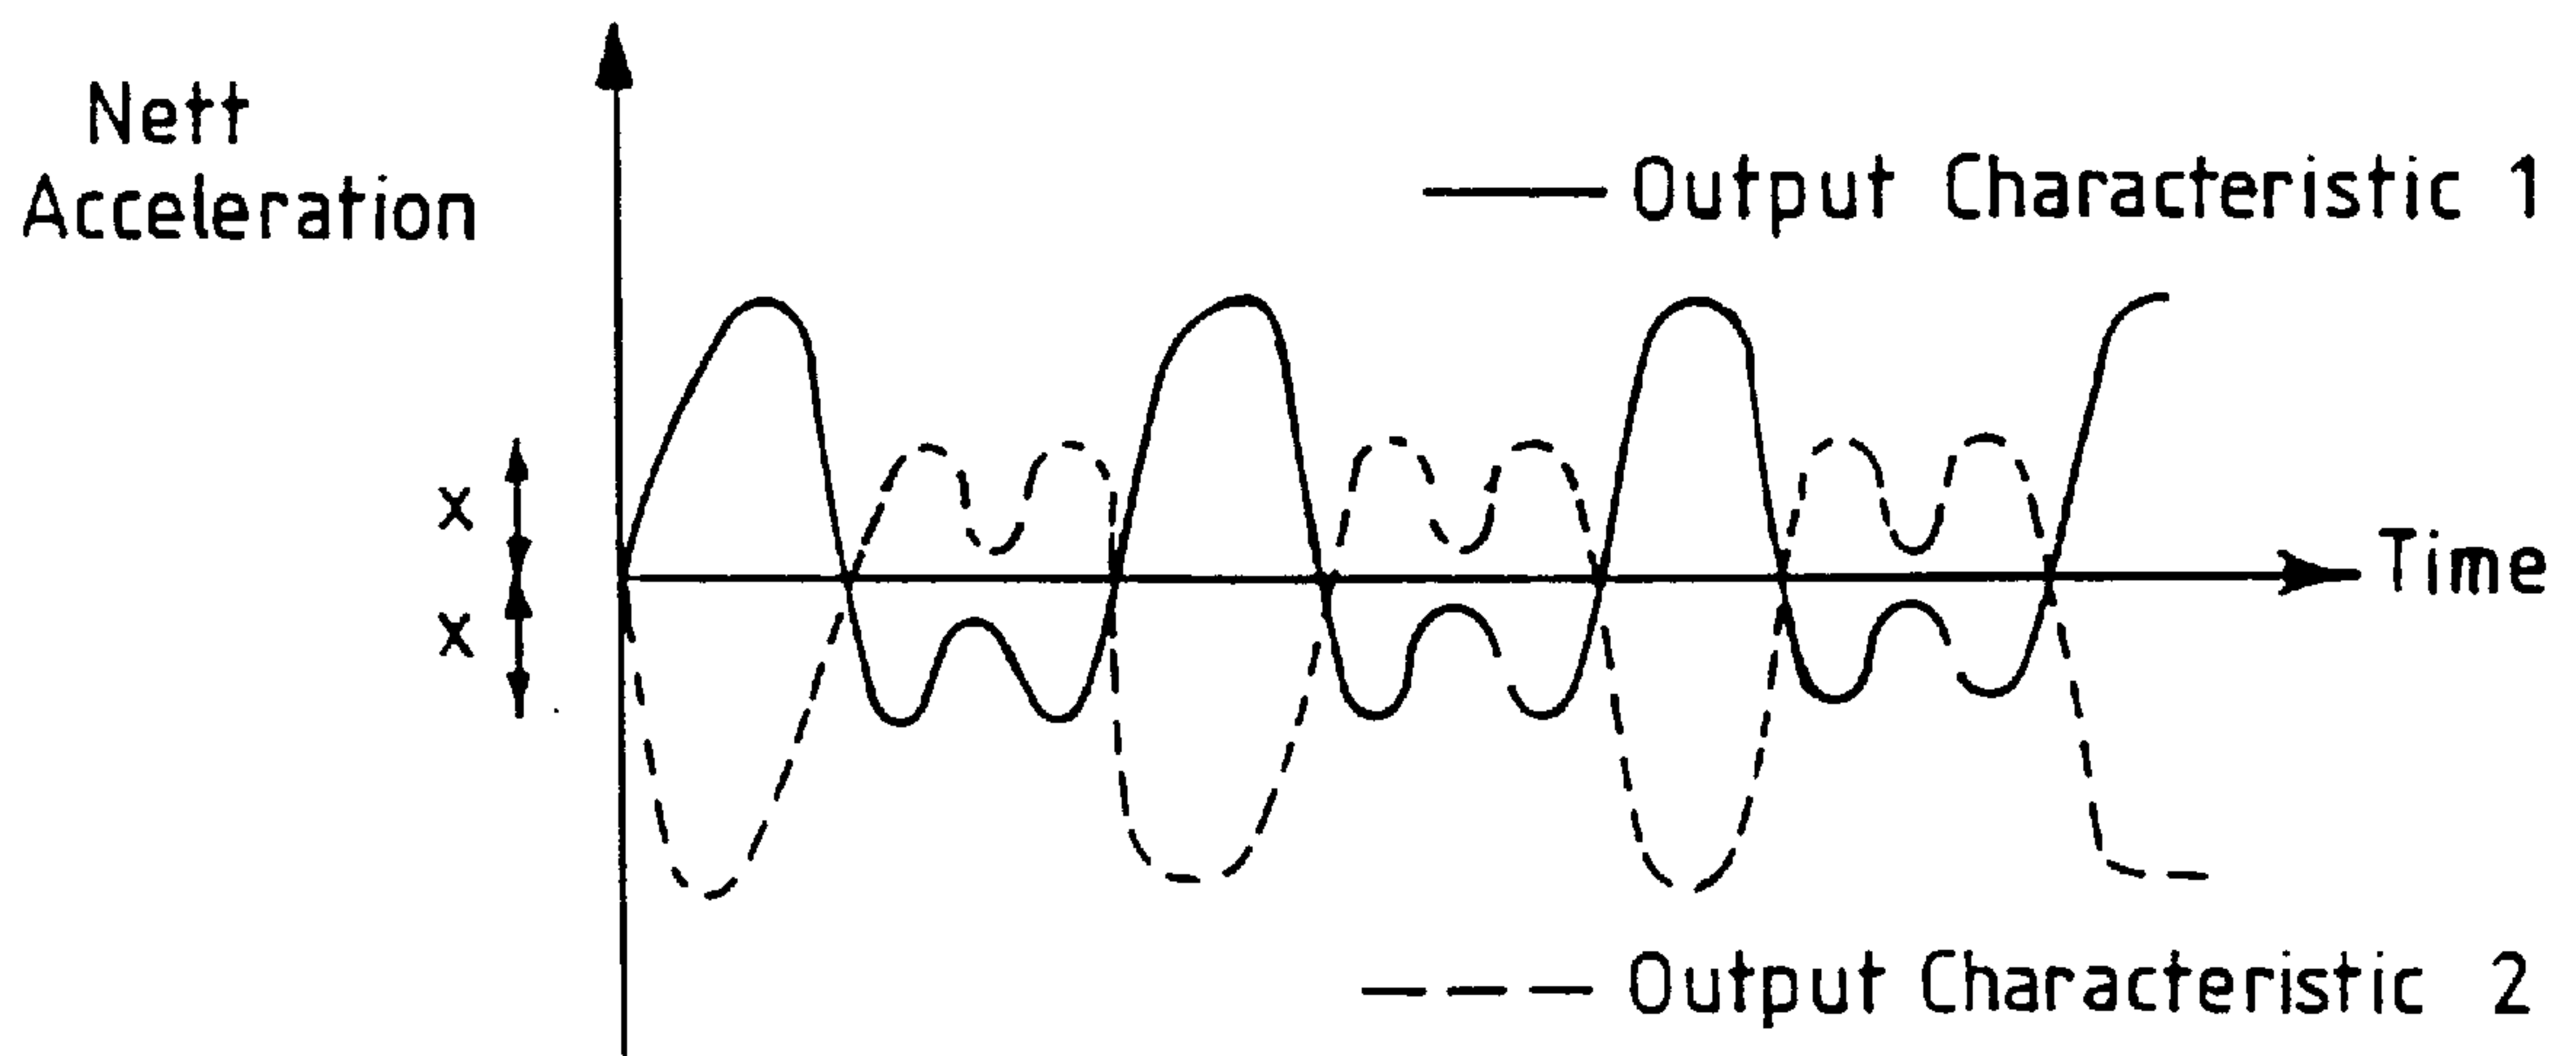 Nett
Acceleration
Output Characteristic 1
x
x
Time
Output Characteristic 2